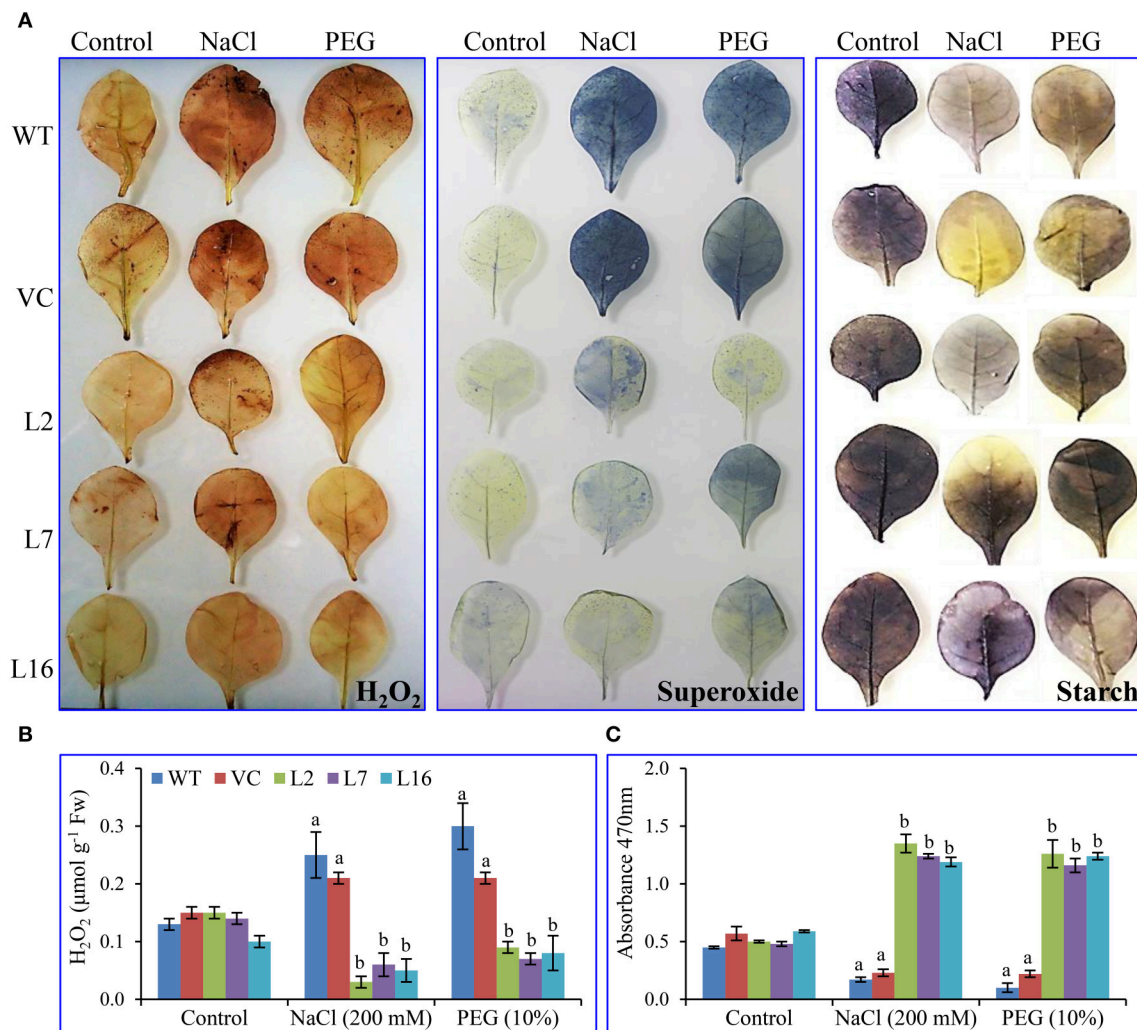 A
Control NaCl PEG Control NaCl PEG Control NaCl PEG
WT
VC
L2
L7
L16
H₂O₂ Superoxide Starch
B
WT VC L2 L7 L16
H₂O₂ (μmol g⁻¹ Fw)
0.4
0.3
0.2
0.1
0.0
a a b b b
a a b b b
Control NaCl (200 mM) PEG (10%)
C
Absorbance 470nm
2.0
1.5
1.0
0.5
0.0
a a b b b
a a b b b
Control NaCl (200 mM) PEG (10%)